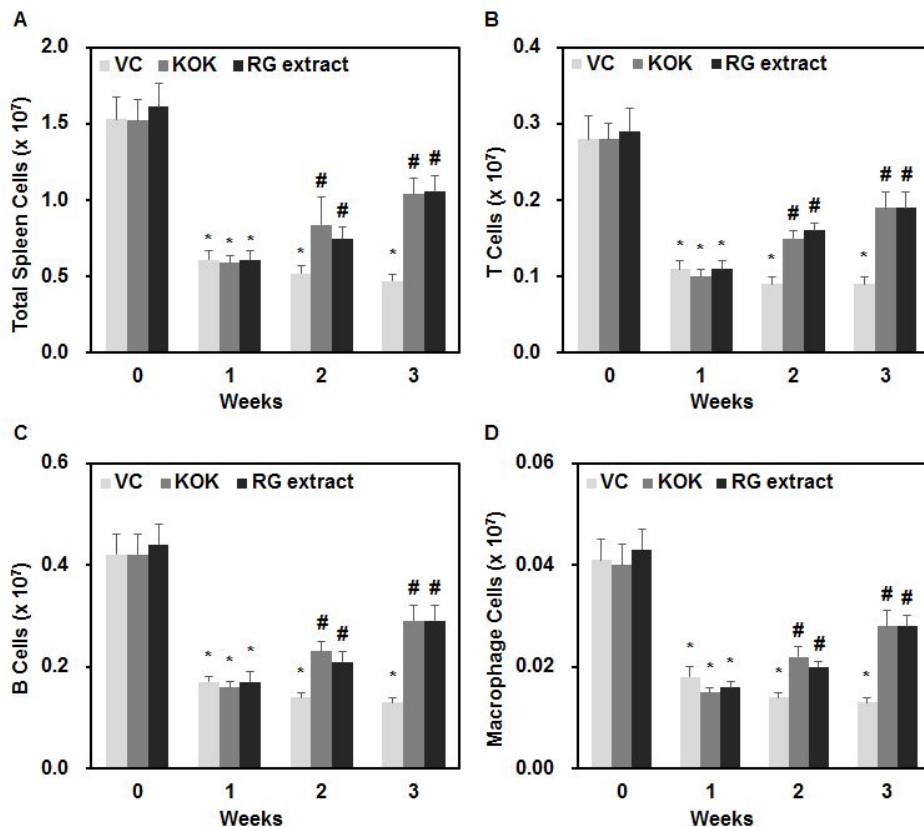 A
Total Spleen Cells (x 10⁷)
2.0
1.5
1.0
0.5
0.0
VC KOK RG extract
* * *
* # #
* # #
0 1 2 3
Weeks
B
T Cells (x 10⁷)
0.4
0.3
0.2
0.1
0.0
VC KOK RG extract
* * *
* # #
* # #
0 1 2 3
Weeks
C
B Cells (x 10⁷)
0.6
0.4
0.2
0.0
VC KOK RG extract
* * *
* # #
* # #
0 1 2 3
Weeks
D
Macrophage Cells (x 10⁷)
0.06
0.04
0.02
0.00
VC KOK RG extract
* * *
* # #
* # #
0 1 2 3
Weeks